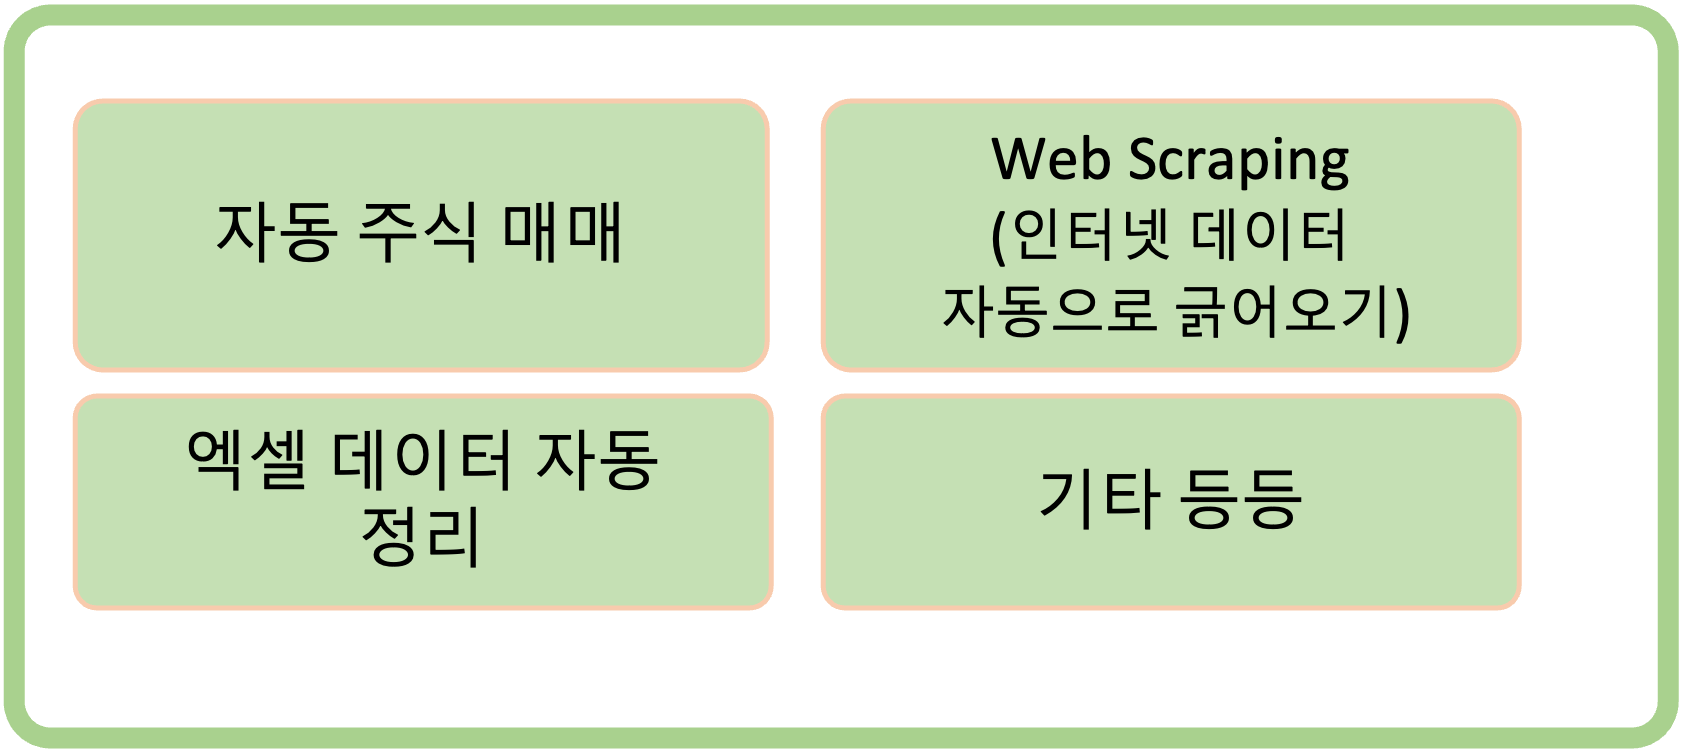 자동 주식 매매
Web Scraping
(인터넷 데이터
자동으로 긁어오기)
엑셀 데이터 자동
정리
기타 등등